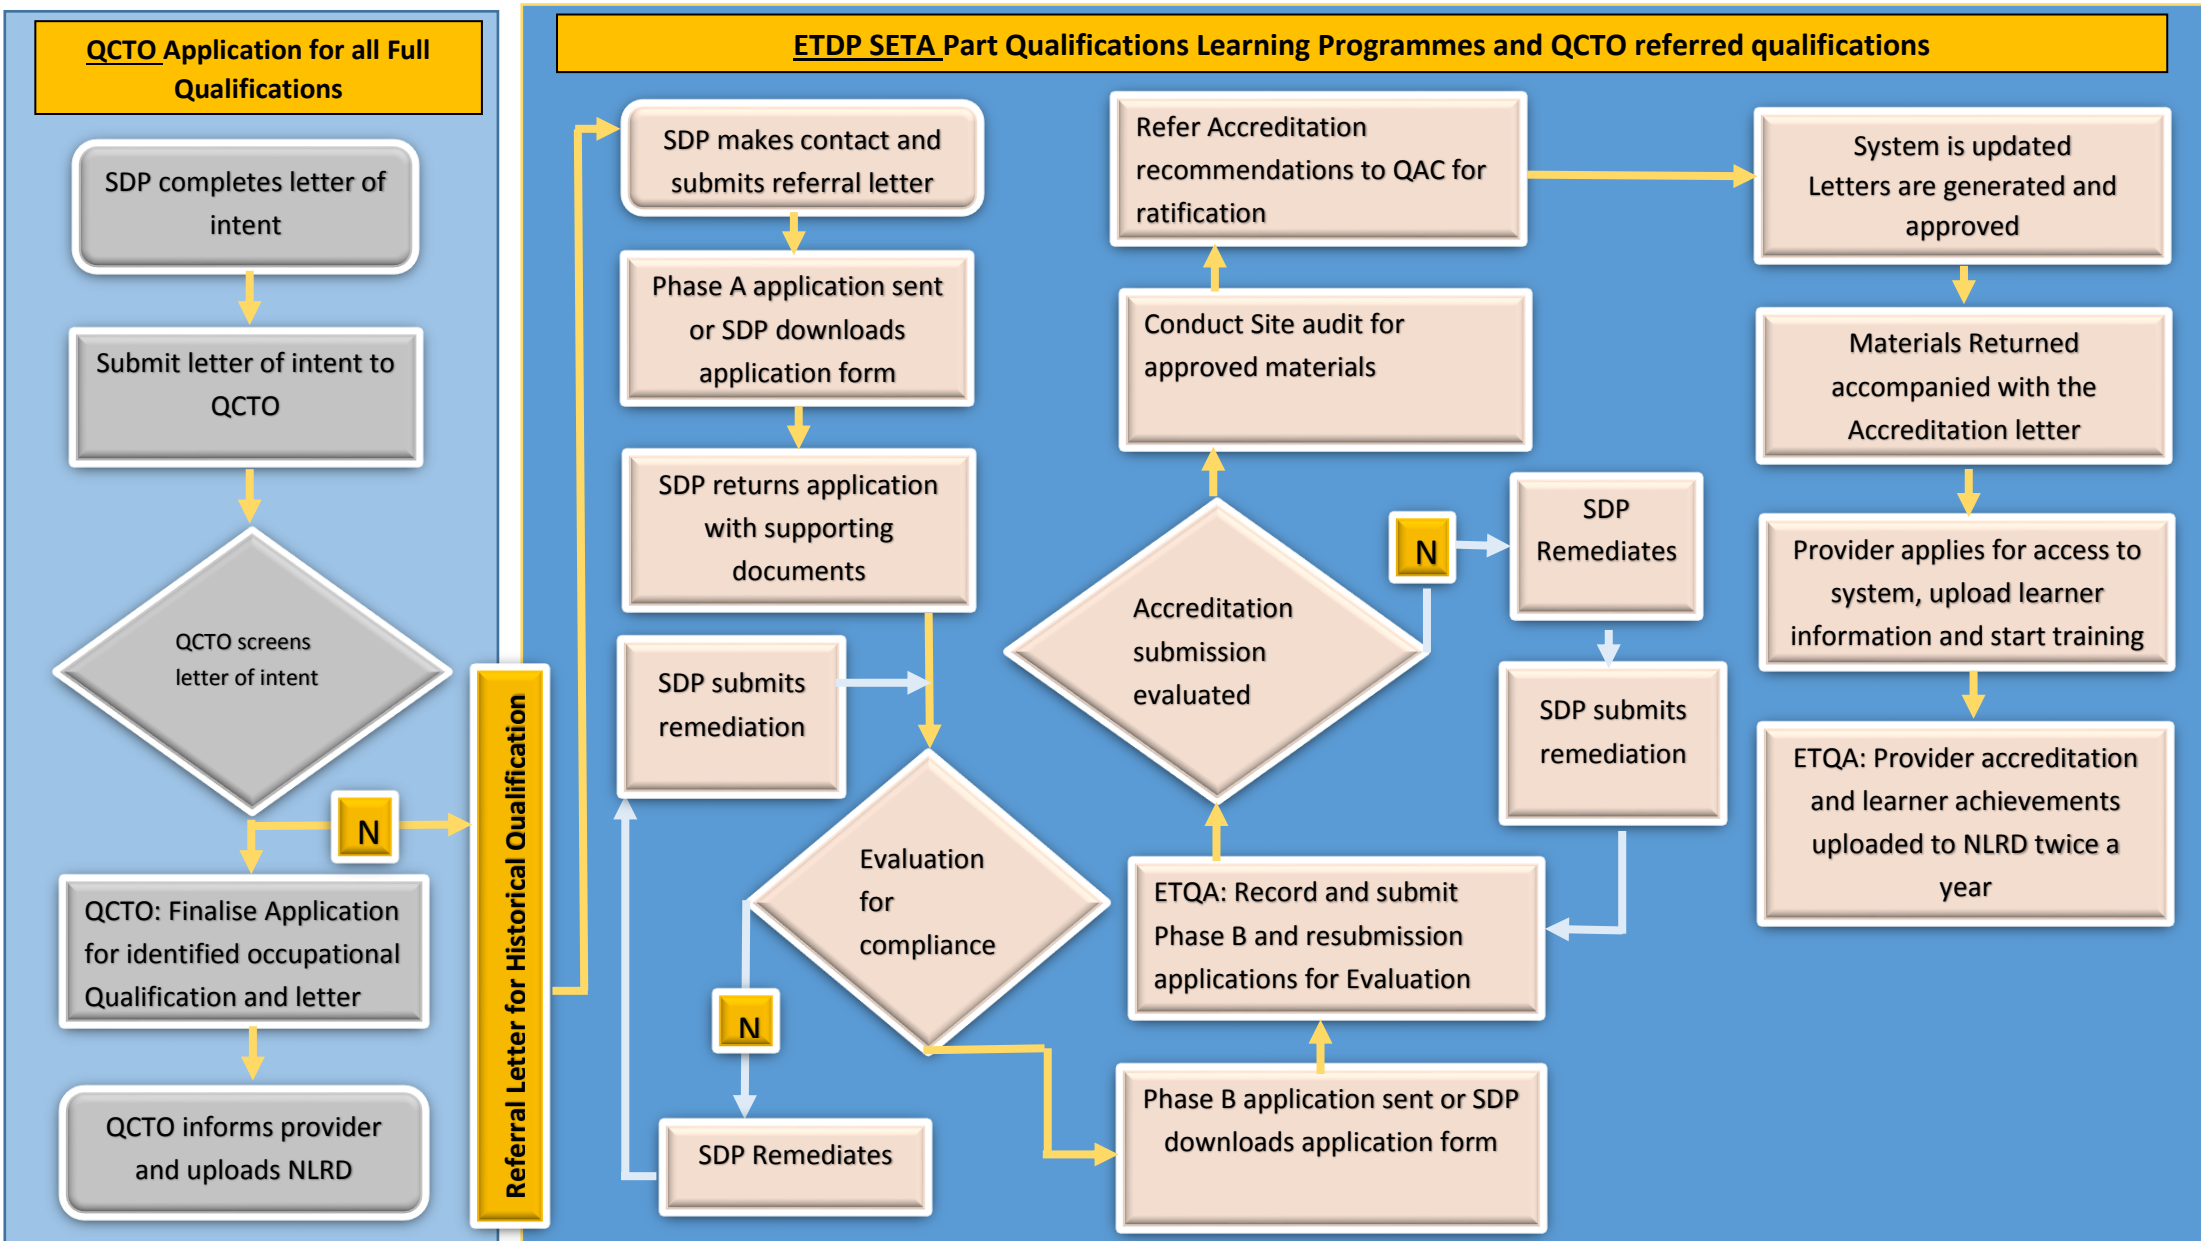 QCTO Application for all Full
Qualifications
SDP completes letter of
intent
Submit letter of intent to
QCTO
QCTO screens
letter of intent
N
QCTO: Finalise Application
for identified occupational
Qualification and letter
QCTO informs provider
and uploads NLRD
Referral Letter for Historical Qualification
ETDP SETA Part Qualifications Learning Programmes and QCTO referred qualifications
SDP makes contact and
submits referral letter
Phase A application sent
or SDP downloads
application form
SDP returns application
with supporting
documents
SDP submits
remediation
Evaluation
for
compliance
N
SDP Remediates
Refer Accreditation
recommendations to QAC for
ratification
Conduct Site audit for
approved materials
Accreditation
submission
evaluated
N
SDP
Remediates
SDP submits
remediation
ETQA: Record and submit
Phase B and resubmission
applications for Evaluation
Phase B application sent or SDP
downloads application form
System is updated
Letters are generated and
approved
Materials Returned
accompanied with the
Accreditation letter
Provider applies for access to
system, upload learner
information and start training
ETQA: Provider accreditation
and learner achievements
uploaded to NLRD twice a
year